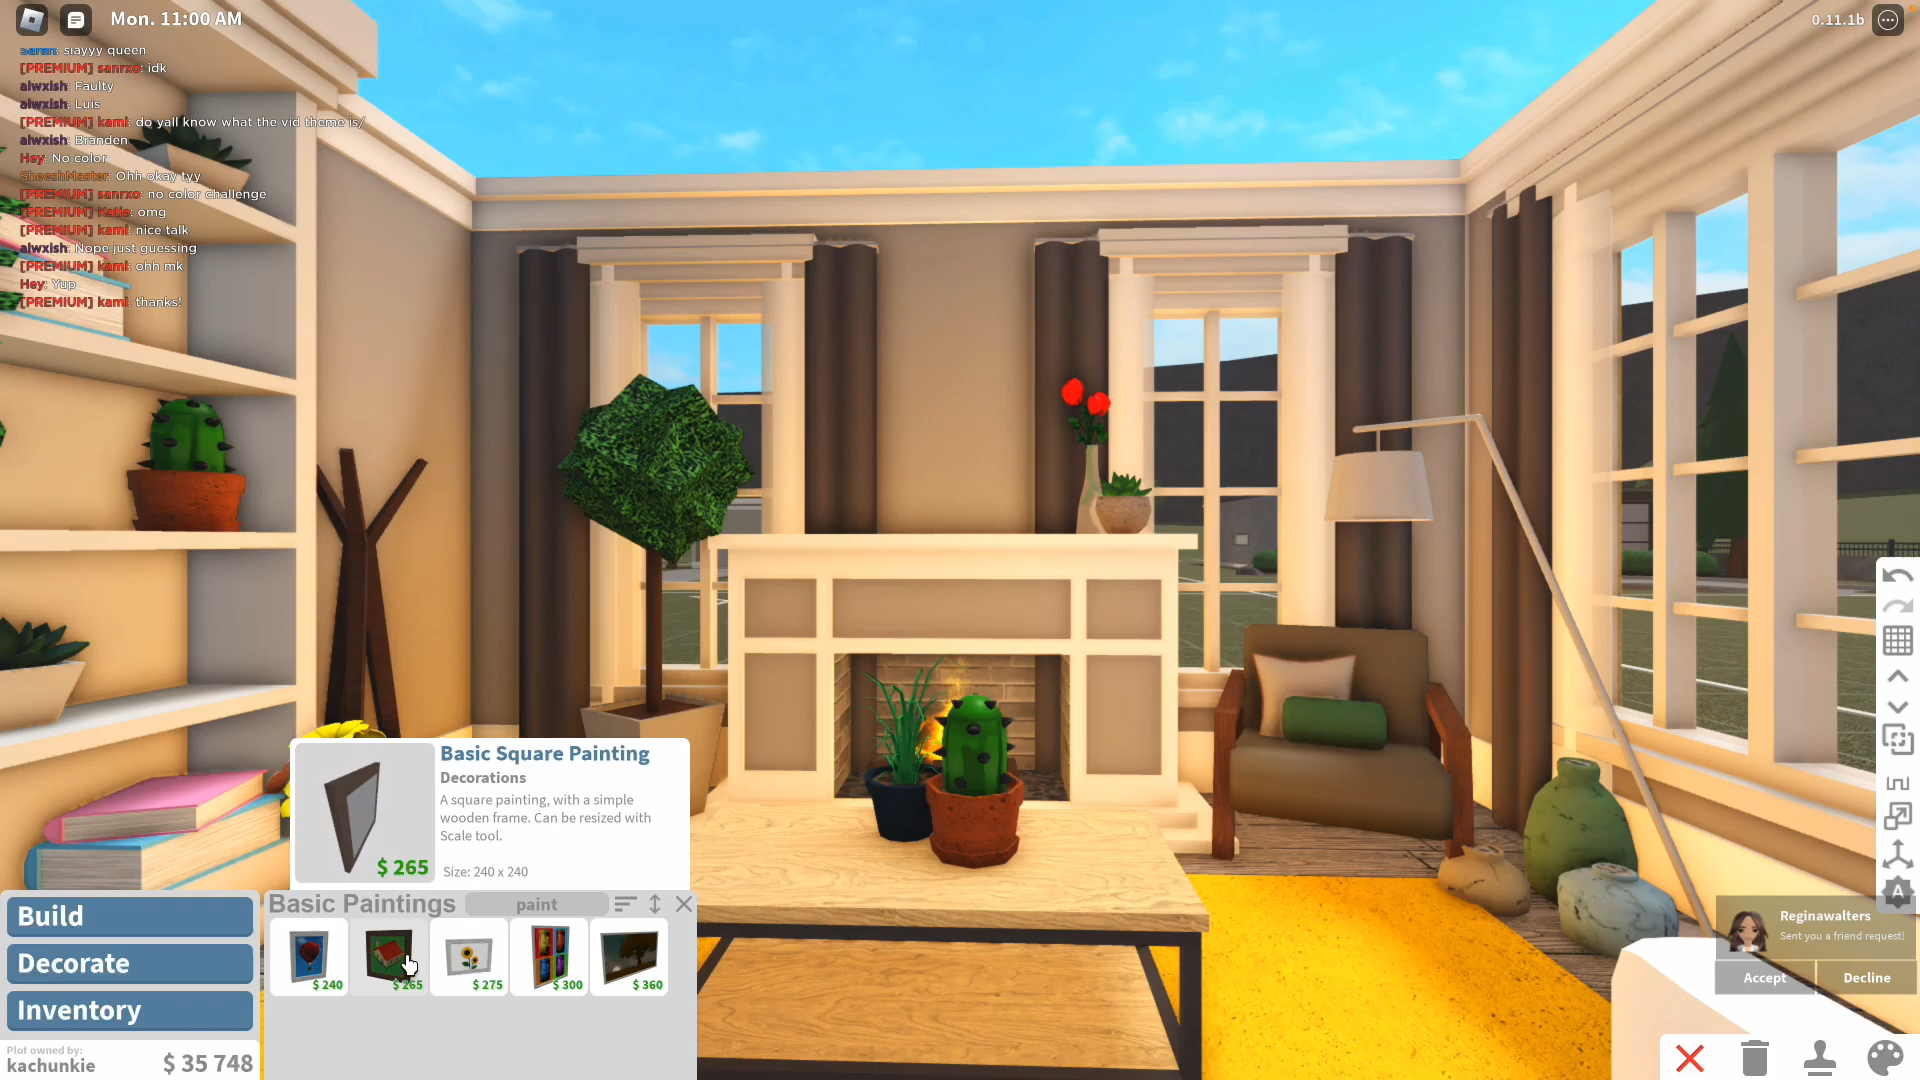 Mon. 11:00 AM
0.11.1b
saran: slayyy queen
[PREMIUM] sanrxo: idk
alwxish: Faulty
alwxish: Luis
[PREMIUM] kami: do yall know what the vid theme is/
alwxish: Branden
Hey: No color
SheeshMaster: Ohh okay tyy
[PREMIUM] sanrxo: no color challenge
[PREMIUM] Katie: omg
[PREMIUM] kami: nice talk
alwxish: Nope just guessing
[PREMIUM] kami: ohh mk
Hey: Yup
[PREMIUM] kami: thanks!
Basic Square Painting
Decorations
A square painting, with a simple
wooden frame. Can be resized with
Scale tool.
$ 265
Size: 240 x 240
Basic Paintings
paint
$ 240
$ 265
$ 275
$ 300
$ 360
Build
Decorate
Inventory
Plot owned by:
kachunkie
$ 35 748
A
Reginawalters
Sent you a friend request!
Accept
Decline